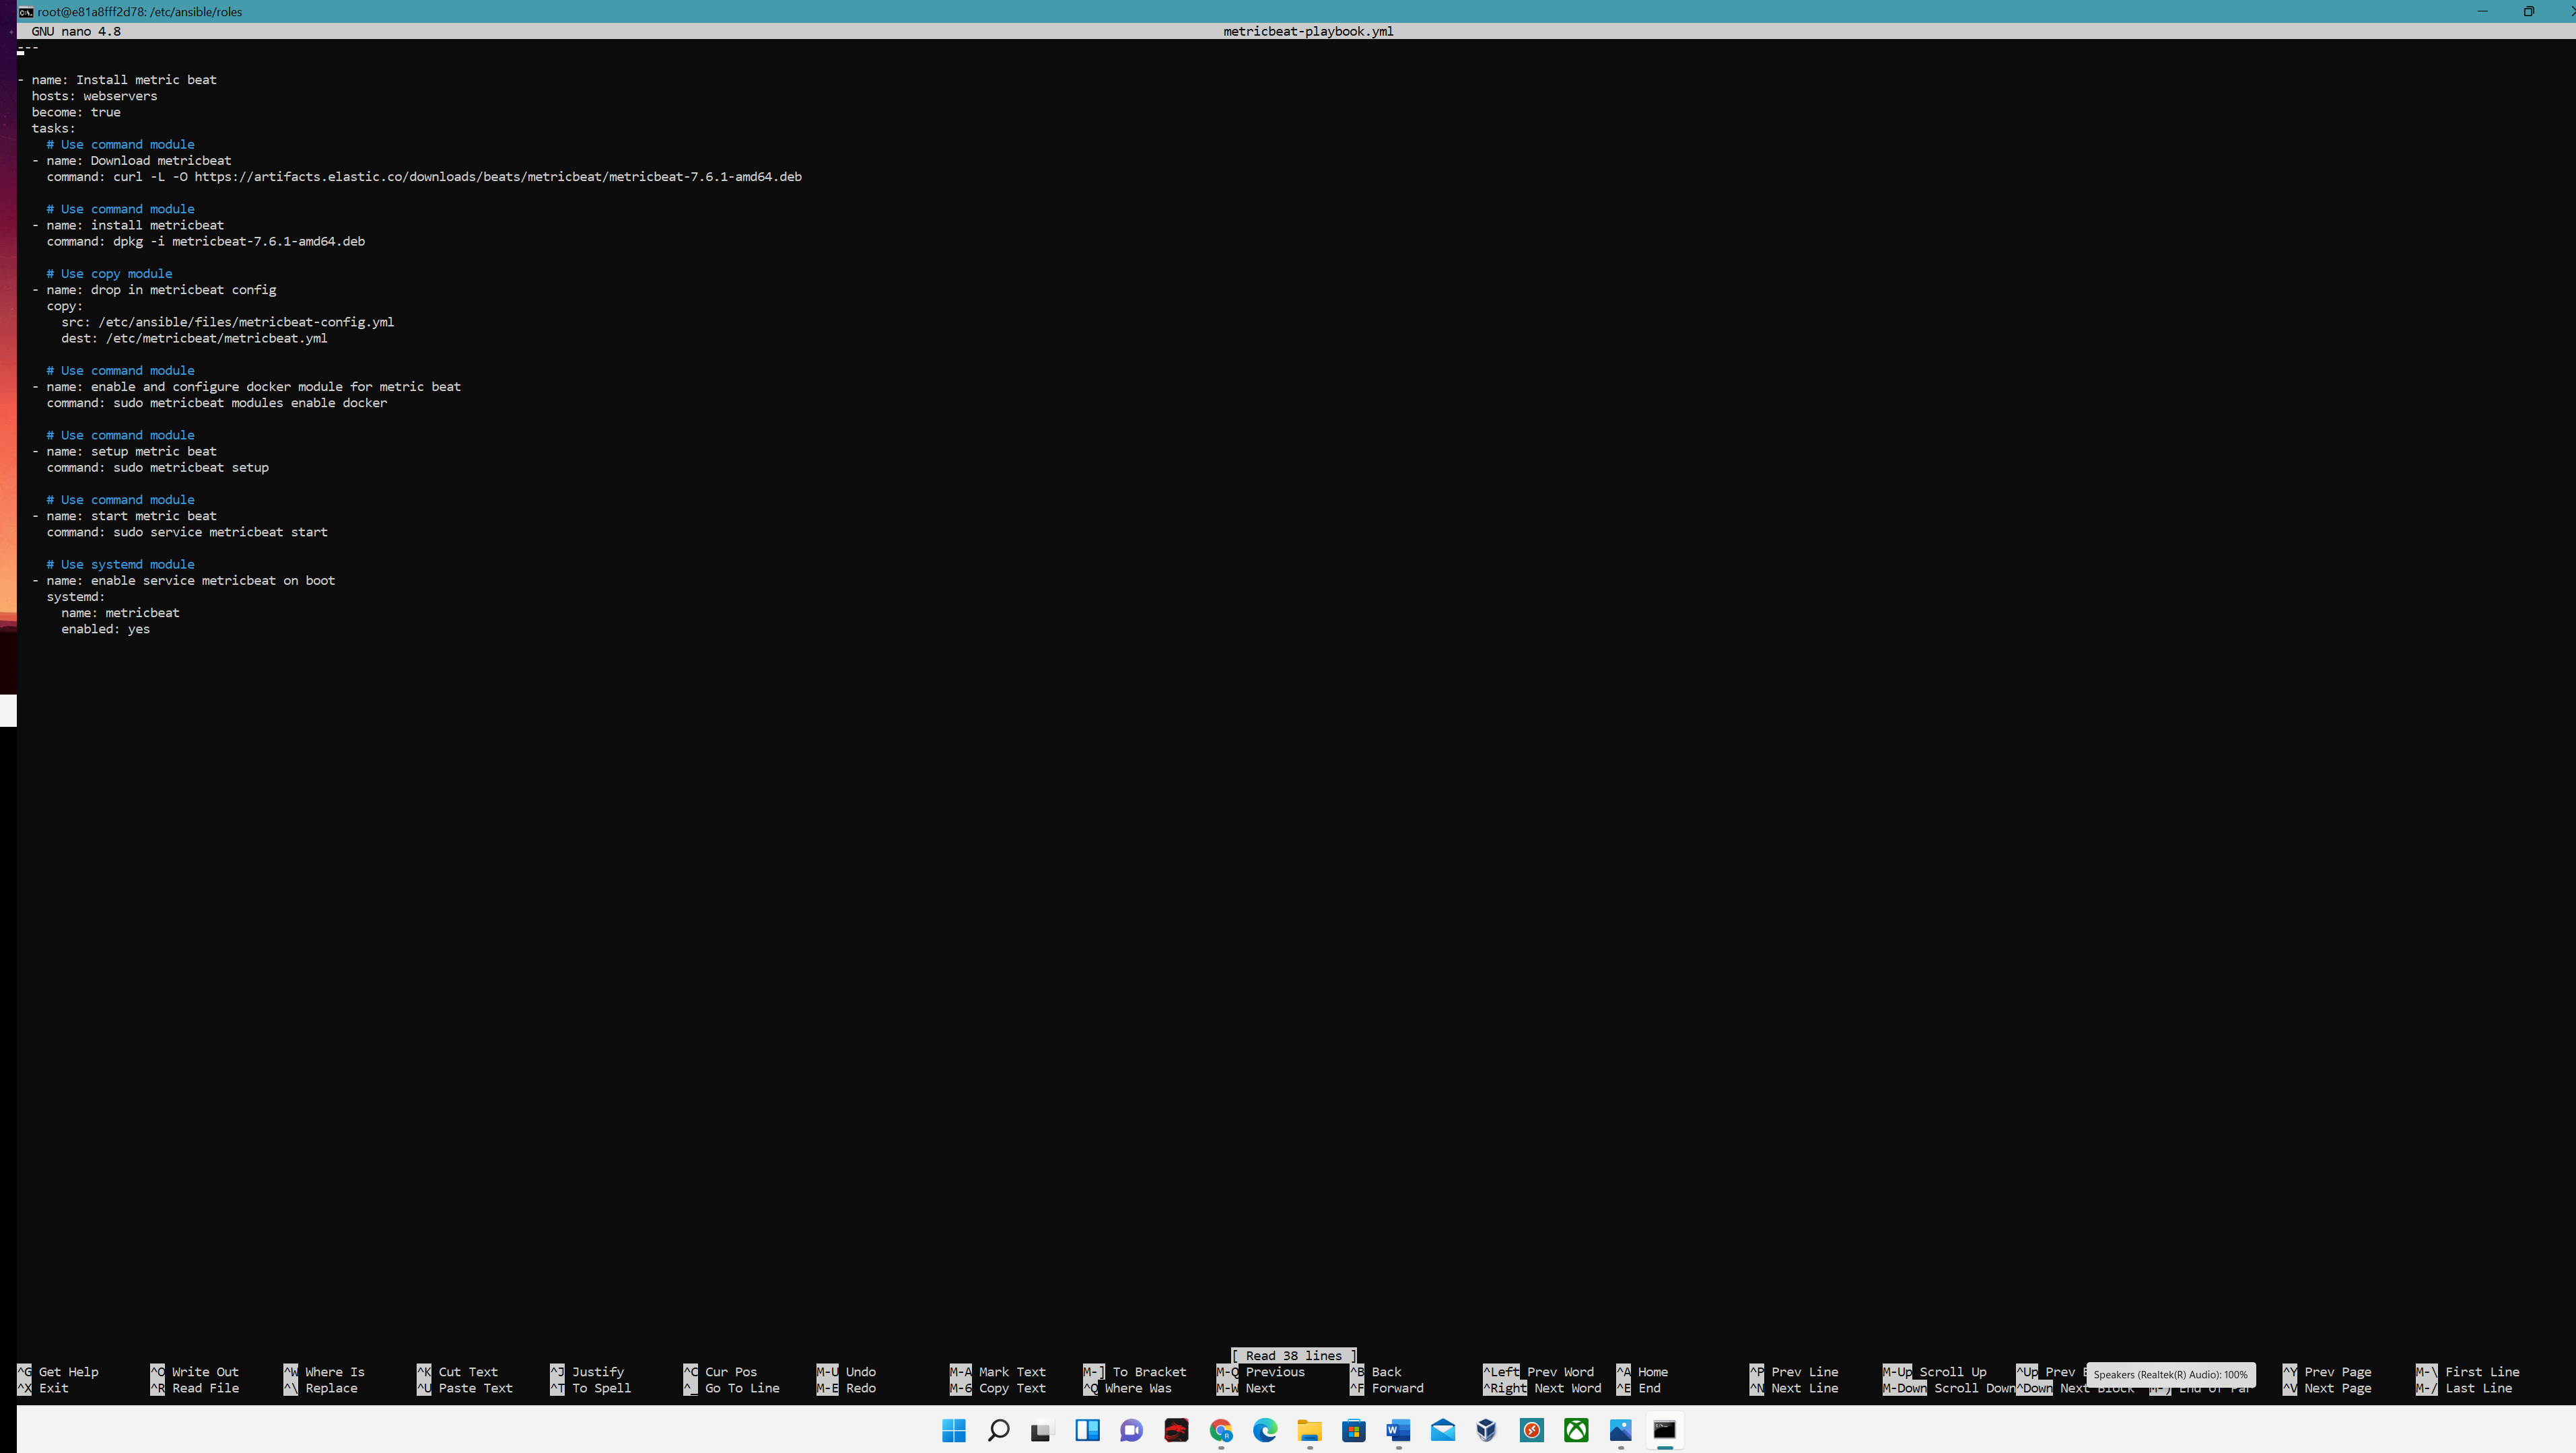 root@e81a8fff2d78: /etc/ansible/roles
GNU nano 4.8 metricbeat-playbook.yml
---
- name: Install metric beat
  hosts: webservers
  become: true
  tasks:
    # Use command module
  - name: Download metricbeat
    command: curl -L -O https://artifacts.elastic.co/downloads/beats/metricbeat/metricbeat-7.6.1-amd64.deb
    # Use command module
  - name: install metricbeat
    command: dpkg -i metricbeat-7.6.1-amd64.deb
    # Use copy module
  - name: drop in metricbeat config
    copy:
      src: /etc/ansible/files/metricbeat-config.yml
      dest: /etc/metricbeat/metricbeat.yml
    # Use command module
  - name: enable and configure docker module for metric beat
    command: sudo metricbeat modules enable docker
    # Use command module
  - name: setup metric beat
    command: sudo metricbeat setup
    # Use command module
  - name: start metric beat
    command: sudo service metricbeat start
    # Use systemd module
  - name: enable service metricbeat on boot
    systemd:
      name: metricbeat
      enabled: yes
[ Read 38 lines ]
^G Get Help ^O Write Out ^W Where Is ^K Cut Text ^J Justify ^C Cur Pos M-U Undo M-A Mark Text M-] To Bracket M-Q Previous ^B Back ^Left Prev Word ^A Home ^P Prev Line M-Up Scroll Up ^Up Prev ^Y Prev Page M-\ First Line
^X Exit ^R Read File ^\ Replace ^U Paste Text ^T To Spell ^_ Go To Line M-E Redo M-6 Copy Text ^Q Where Was M-W Next ^F Forward ^Right Next Word ^E End ^N Next Line M-Down Scroll Down ^Down Next Block M-) End of Par ^V Next Page M-/ Last Line
Speakers (Realtek(R) Audio): 100%